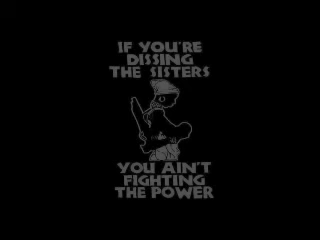 IF YOU'RE
DISSING
THE SISTERS
YOU AIN'T
FIGHTING
THE POWER